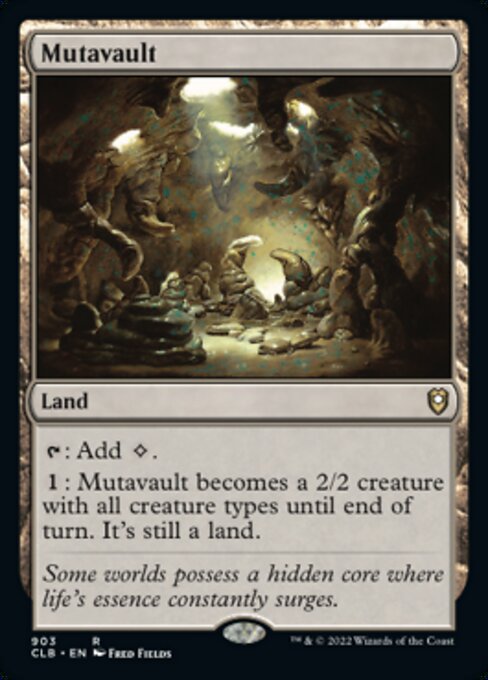 Mutavault
Land
: Add .
1 : Mutavault becomes a 2/2 creature
with all creature types until end of
turn. It's still a land.
Some worlds possess a hidden core where
life's essence constantly surges.
903 R
CLB • EN Fred Fields
™ & © 2022 Wizards of the Coast